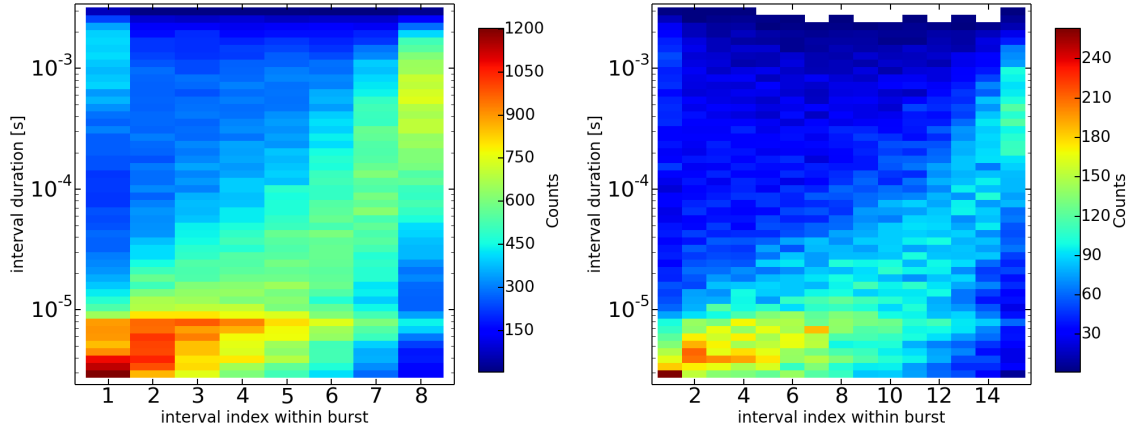 10⁻³
10⁻⁴
10⁻⁵
interval duration [s]
1 2 3 4 5 6 7 8
interval index within burst
1200
1050
900
750
600
450
300
150
Counts
10⁻³
10⁻⁴
10⁻⁵
interval duration [s]
2 4 6 8 10 12 14
interval index within burst
240
210
180
150
120
90
60
30
Counts